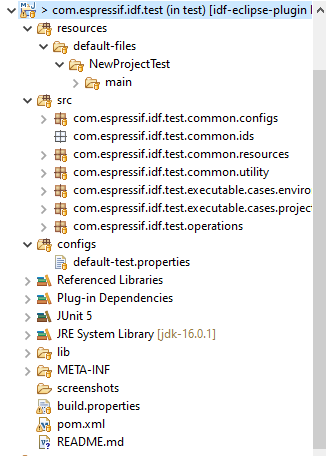 > com.espressif.idf.test (in test) [idf-eclipse-plugin
resources
default-files
NewProjectTest
main
src
com.espressif.idf.test.common.configs
com.espressif.idf.test.common.ids
com.espressif.idf.test.common.resources
com.espressif.idf.test.common.utility
com.espressif.idf.test.executable.cases.enviro
com.espressif.idf.test.executable.cases.project
com.espressif.idf.test.operations
configs
default-test.properties
Referenced Libraries
Plug-in Dependencies
JUnit 5
JRE System Library [jdk-16.0.1]
lib
META-INF
screenshots
build.properties
pom.xml
README.md